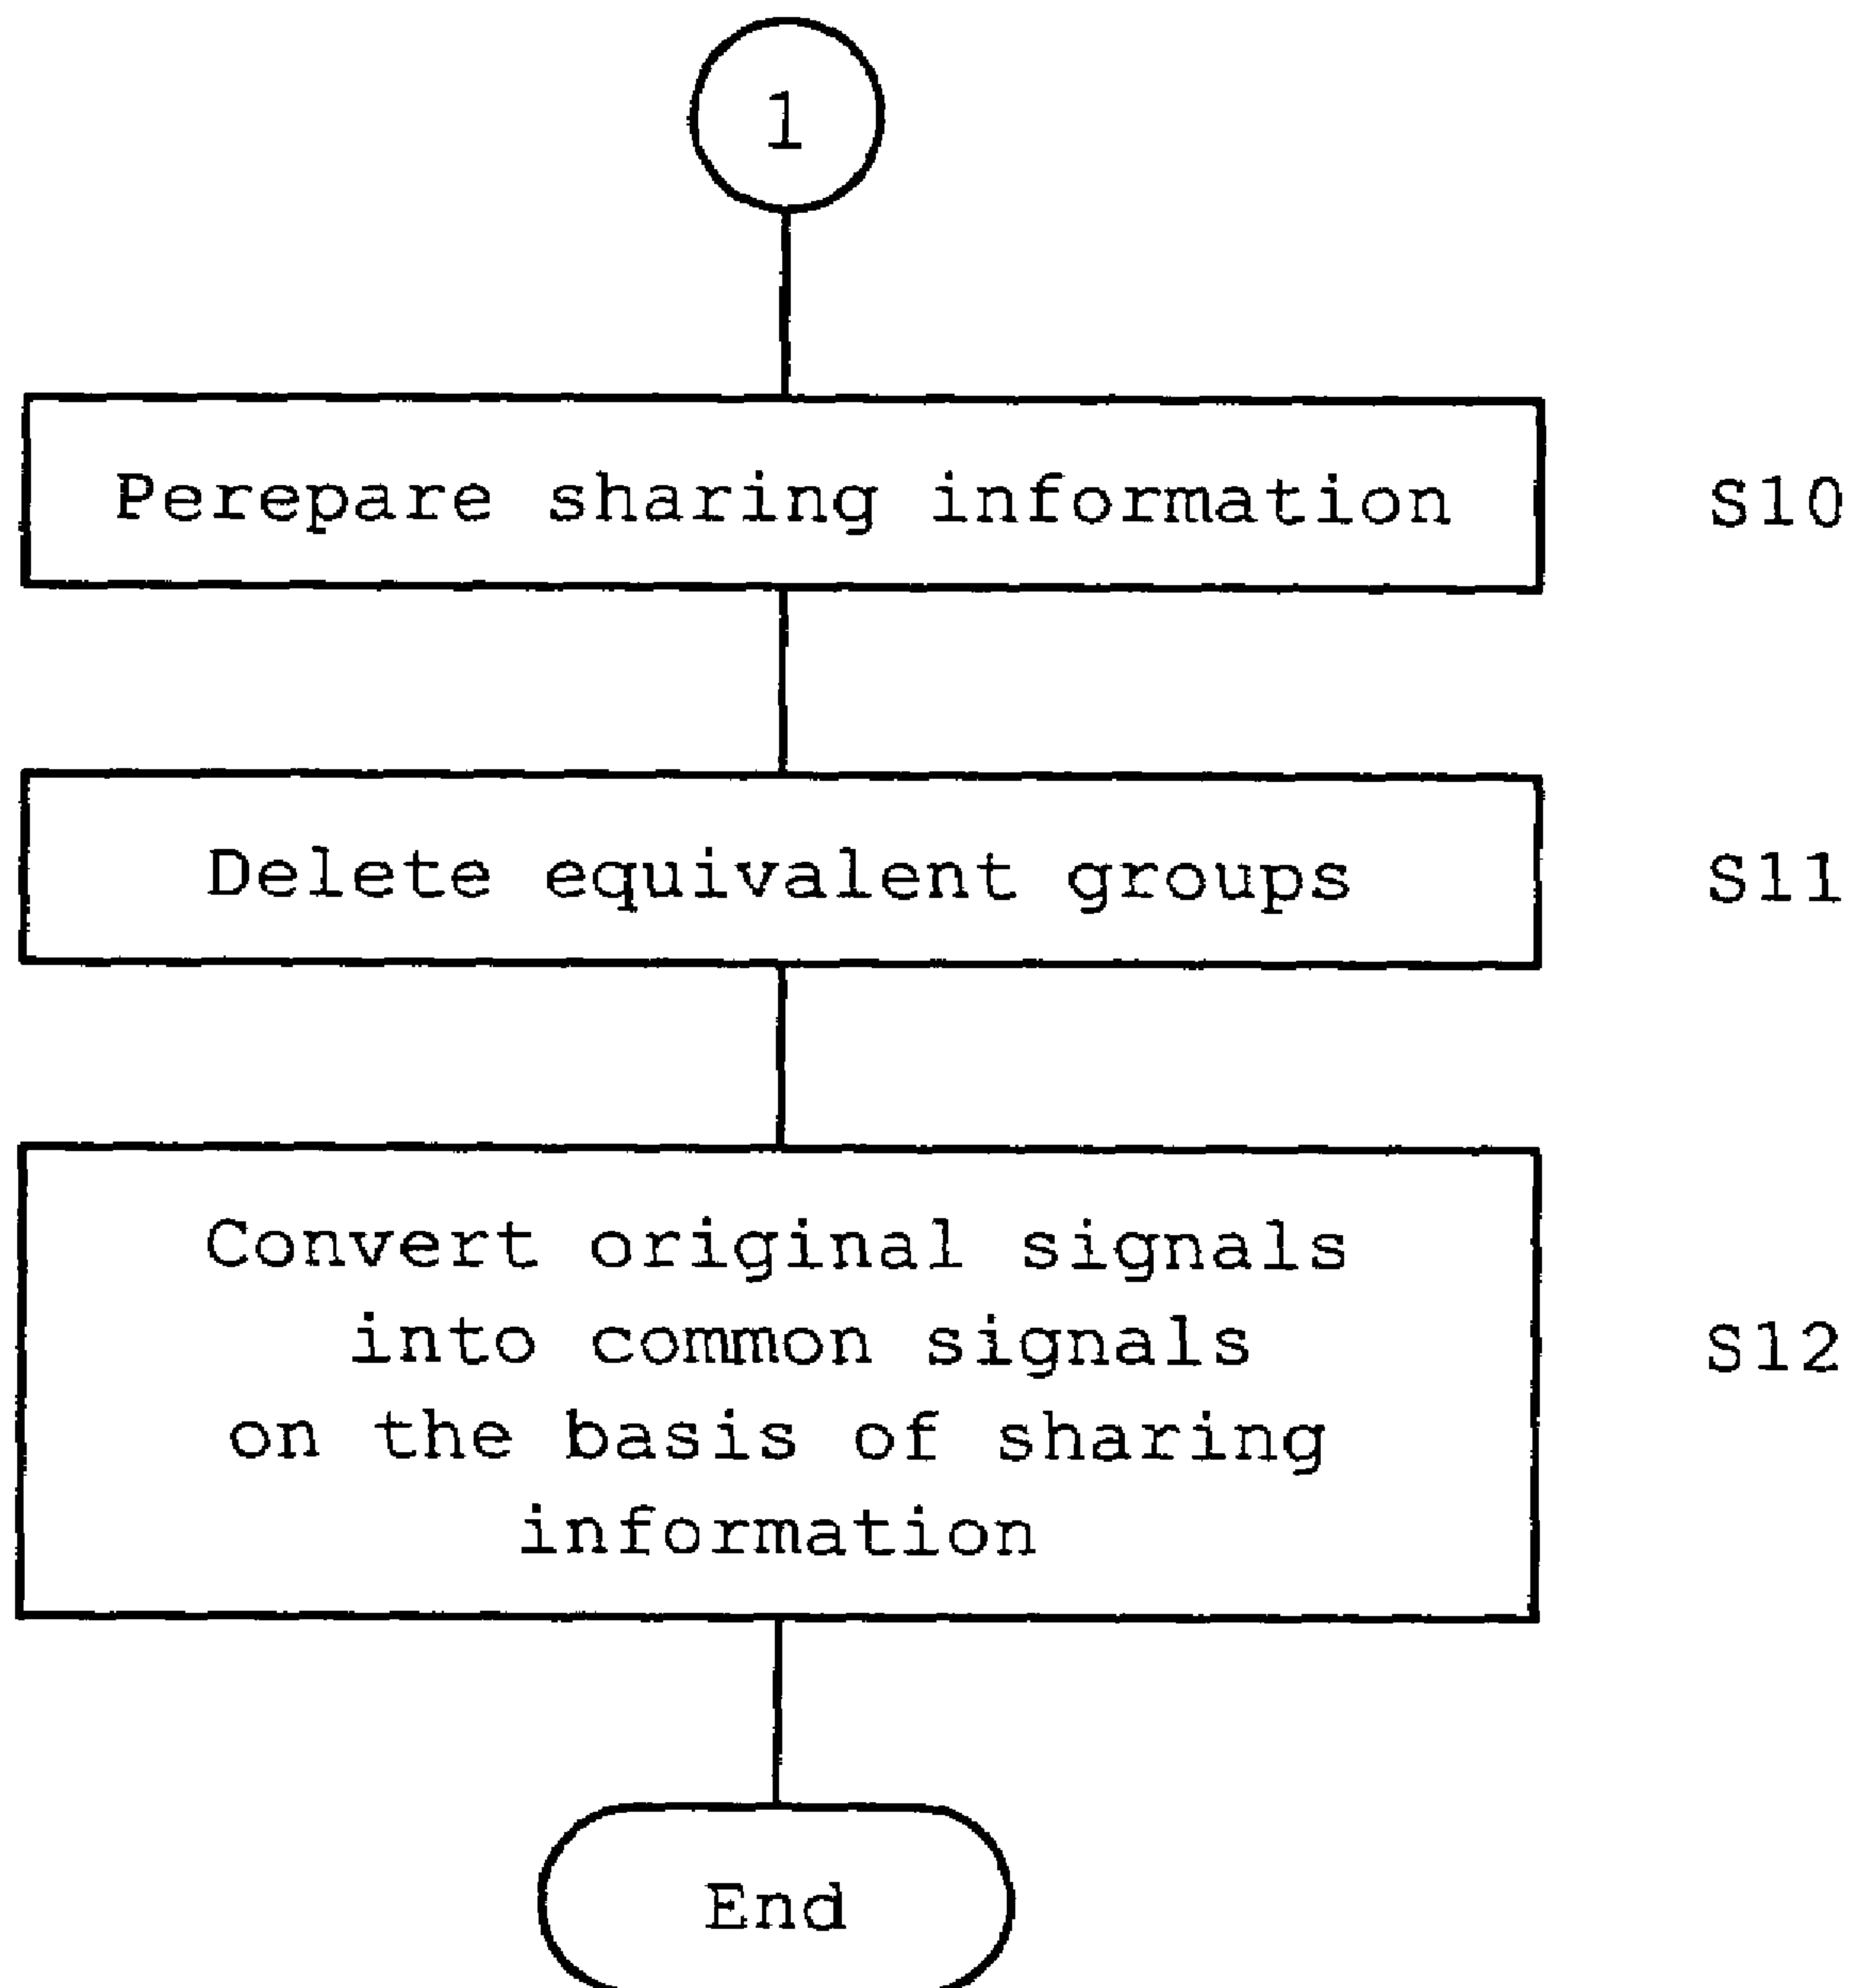 1
Perepare sharing information
S10
Delete equivalent groups
S11
Convert original signals
into common signals
on the basis of sharing
information
S12
End